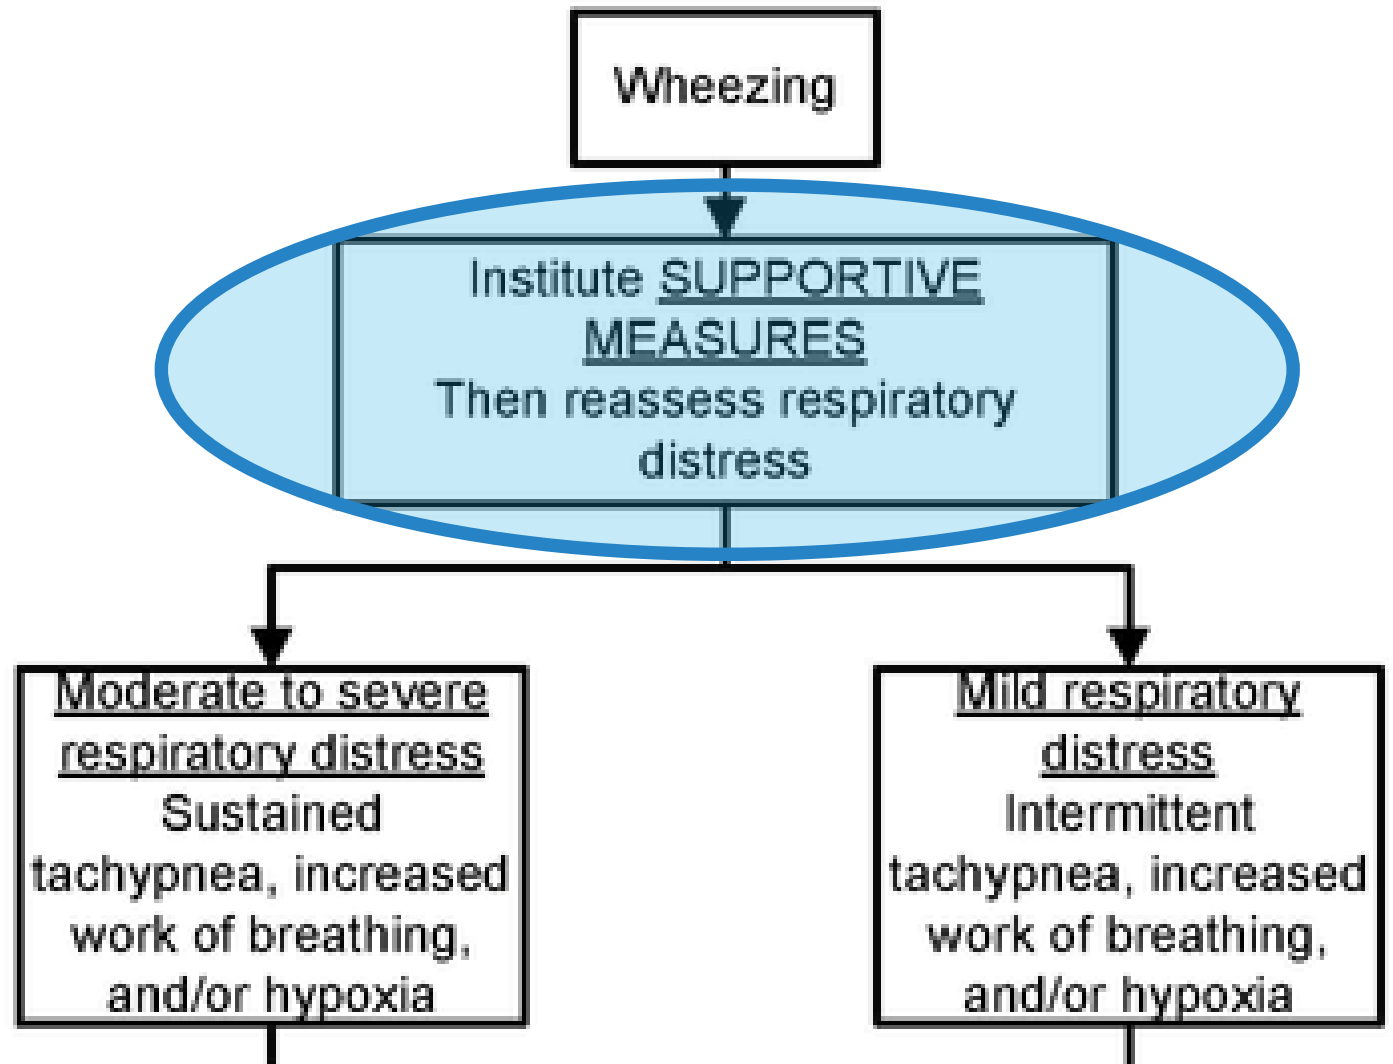 Wheezing
Institute SUPPORTIVE
MEASURES
Then reassess respiratory
distress
Moderate to severe
respiratory distress
Sustained
tachypnea, increased
work of breathing,
and/or hypoxia
Mild respiratory
distress
Intermittent
tachypnea, increased
work of breathing,
and/or hypoxia